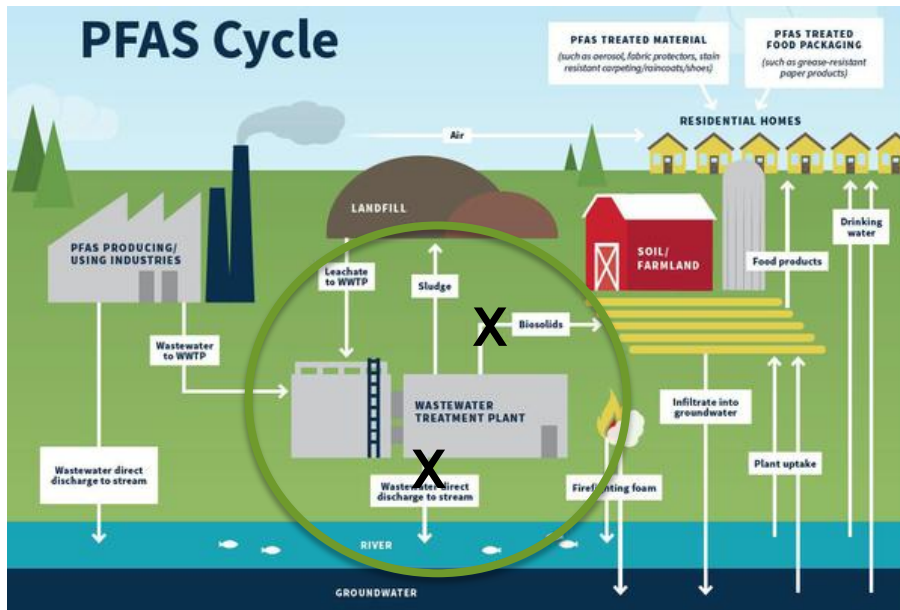 PFAS Cycle
PFAS TREATED MATERIAL
(such as aerosol, fabric protectors, stain
resistant carpeting/raincoats/shoes)
PFAS TREATED
FOOD PACKAGING
(such as grease-resistant
paper products)
RESIDENTIAL HOMES
Air
LANDFILL
PFAS PRODUCING/
USING INDUSTRIES
SOIL/
FARMLAND
Drinking
water
Food products
Leachate
to WWTP
Sludge
X
Biosolids
Wastewater
to WWTP
WASTEWATER
TREATMENT PLANT
Infiltrate into
groundwater
Plant uptake
Wastewater direct
discharge to stream
X
Wastewater direct
discharge to stream
Firefighting foam
RIVER
GROUNDWATER